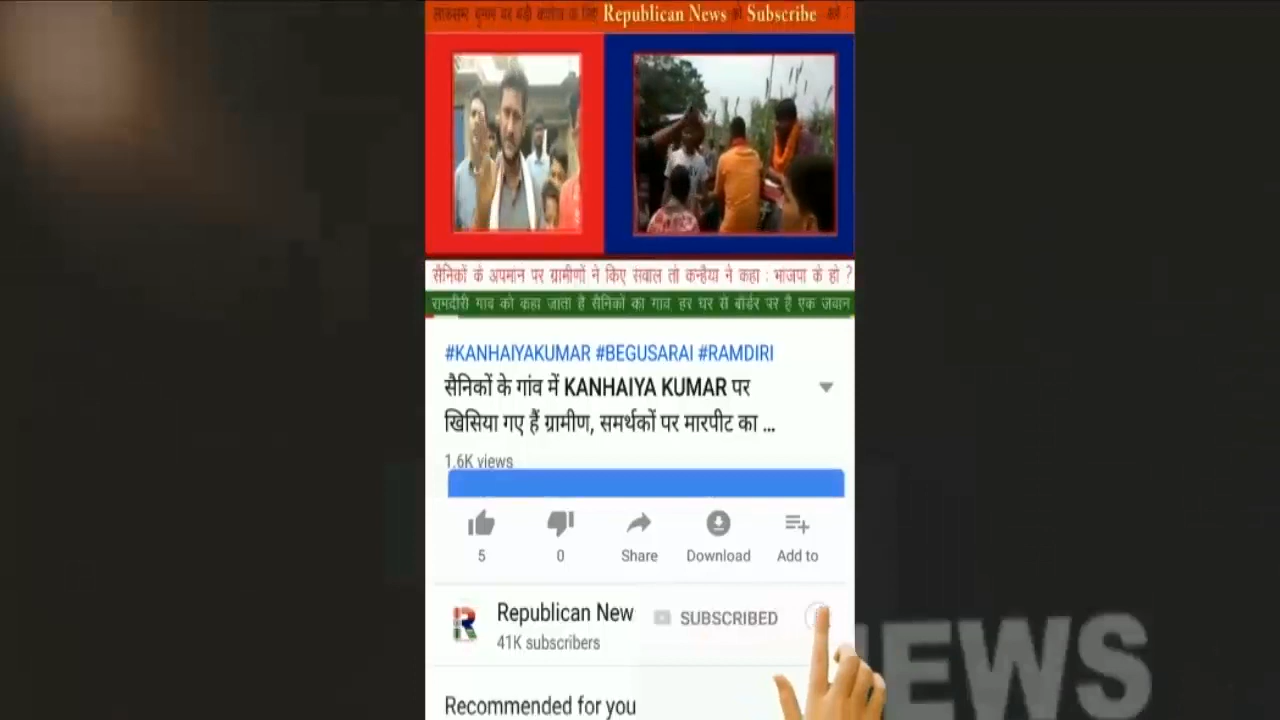 Republican News को Subscribe करें :
सैनिकों के अपमान पर ग्रामीणों ने किए सवाल तो कन्हैया ने कहा : भाजपा के हो ?
रामदीरी गाव को कहा जाता है सैनिकों का गाव, हर घर से बॉर्डर पर है एक जवान
#KANHAIYAKUMAR #BEGUSARAI #RAMDIRI
सैनिकों के गांव में KANHAIYA KUMAR पर
खिसिया गए हैं ग्रामीण, समर्थकों पर मारपीट का ...
1.6K views
5 0 Share Download Add to
Republican New SUBSCRIBED
41K subscribers
EWS
Recommended for you